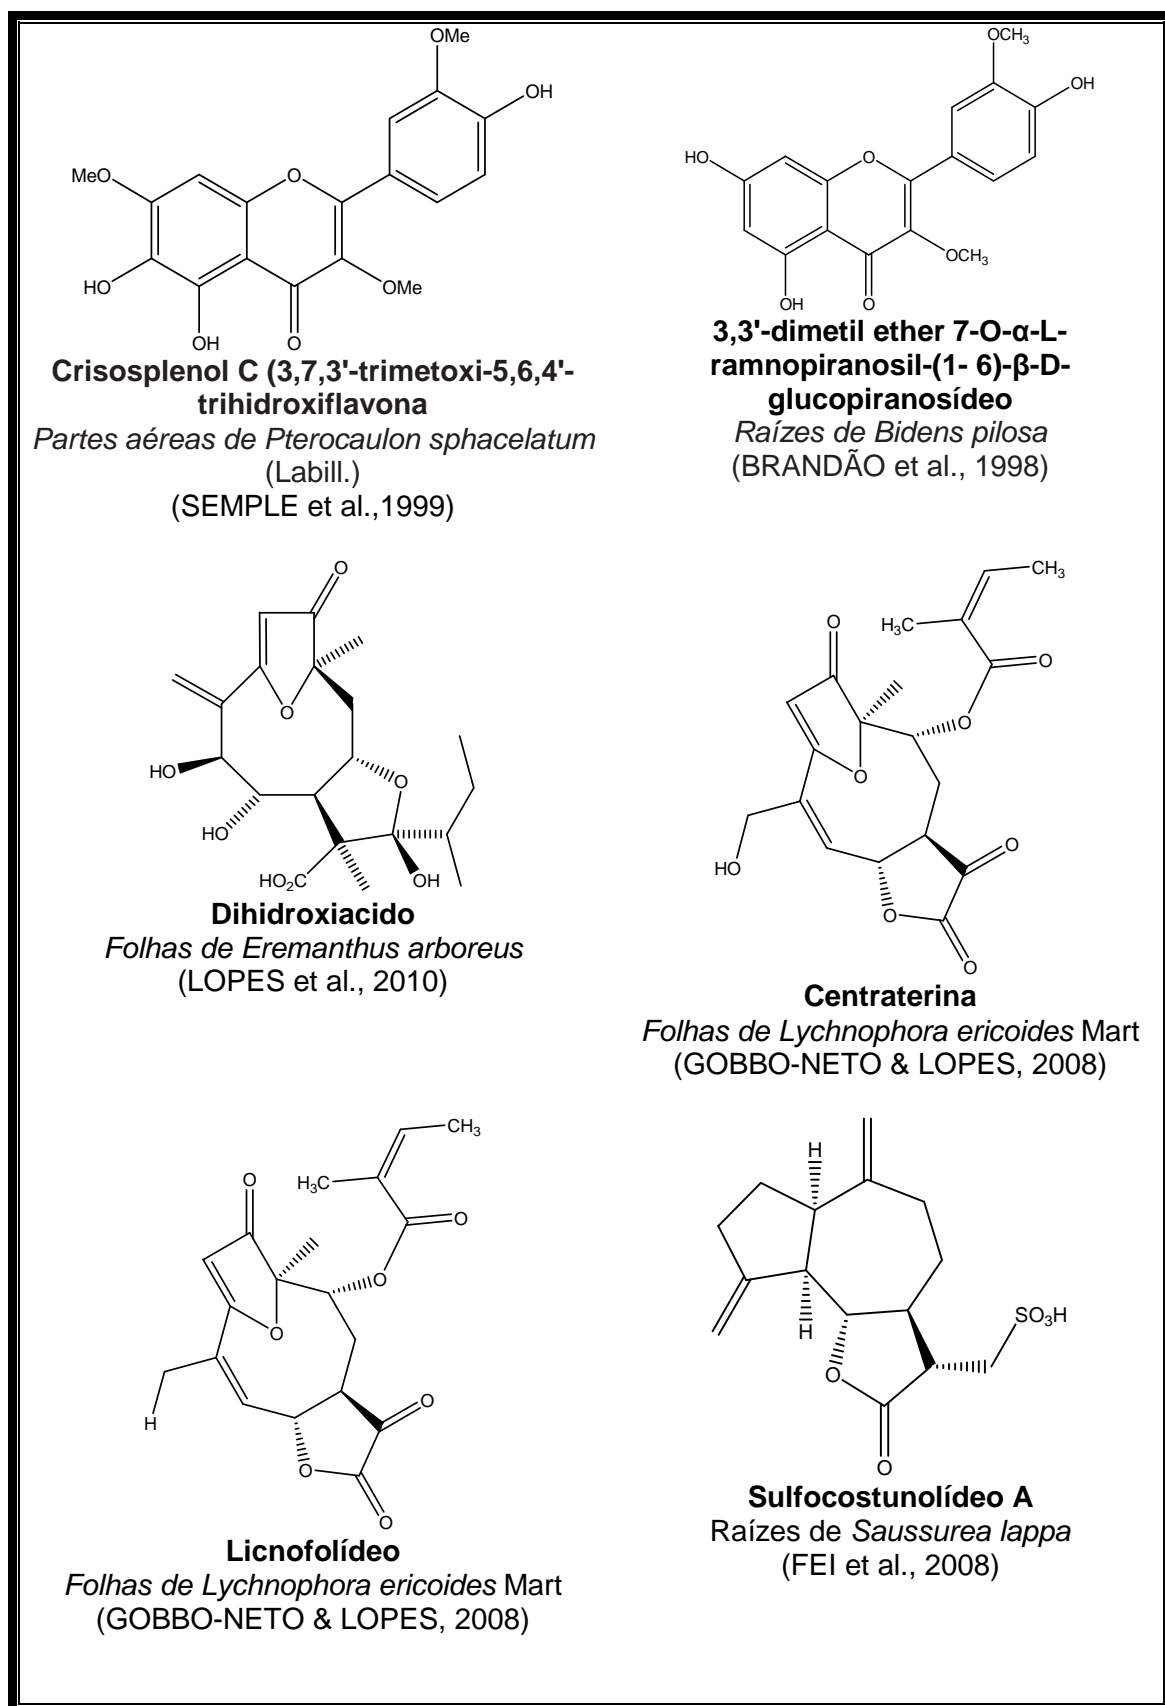 OMe
OH
MeO
O
HO
OMe
OH
O
Crisosplenol C (3,7,3'-trimetoxi-5,6,4'-
trihidroxiflavona
Partes aéreas de Pterocaulon sphacelatum
(Labill.)
(SEMPLE et al.,1999)
OCH3
OH
HO
O
OCH3
OH
O
3,3'-dimetil ether 7-O-α-L-
ramnopiranosil-(1- 6)-β-D-
glucopiranosídeo
Raízes de Bidens pilosa
(BRANDÃO et al., 1998)
O
O
HO
O
HO
HO2C
OH
Dihidroxiacido
Folhas de Eremanthus arboreus
(LOPES et al., 2010)
CH3
O
H3C
O
O
O
HO
O
O
O
Centraterina
Folhas de Lychnophora ericoides Mart
(GOBBO-NETO & LOPES, 2008)
CH3
O
H3C
O
O
O
H
O
O
O
Licnofolídeo
Folhas de Lychnophora ericoides Mart
(GOBBO-NETO & LOPES, 2008)
H
SO3H
H
O
O
Sulfocostunolídeo A
Raízes de Saussurea lappa
(FEI et al., 2008)